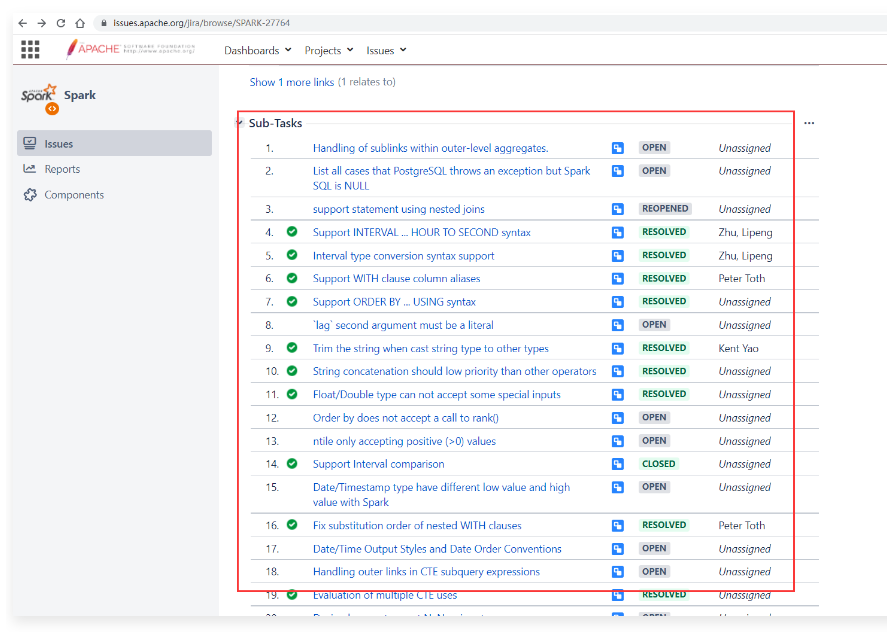 issues.apache.org/jira/browse/SPARK-27764
APACHE SOFTWARE FOUNDATION
http://www.apache.org/
Dashboards Projects Issues
Show 1 more links (1 relates to)
Spark Spark
Issues
Reports
Components
Sub-Tasks
1. Handling of sublinks within outer-level aggregates. OPEN Unassigned
2. List all cases that PostgreSQL throws an exception but Spark OPEN Unassigned
SQL is NULL
3. support statement using nested joins REOPENED Unassigned
4. Support INTERVAL ... HOUR TO SECOND syntax RESOLVED Zhu, Lipeng
5. Interval type conversion syntax support RESOLVED Zhu, Lipeng
6. Support WITH clause column aliases RESOLVED Peter Toth
7. Support ORDER BY ... USING syntax RESOLVED Unassigned
8. `lag` second argument must be a literal OPEN Unassigned
9. Trim the string when cast string type to other types RESOLVED Kent Yao
10. String concatenation should low priority than other operators RESOLVED Unassigned
11. Float/Double type can not accept some special inputs RESOLVED Unassigned
12. Order by does not accept a call to rank() OPEN Unassigned
13. ntile only accepting positive (>0) values OPEN Unassigned
14. Support Interval comparison CLOSED Unassigned
15. Date/Timestamp type have different low value and high OPEN Unassigned
value with Spark
16. Fix substitution order of nested WITH clauses RESOLVED Peter Toth
17. Date/Time Output Styles and Date Order Conventions OPEN Unassigned
18. Handling outer links in CTE subquery expressions OPEN Unassigned
19. Evaluation of multiple CTE uses RESOLVED Unassigned